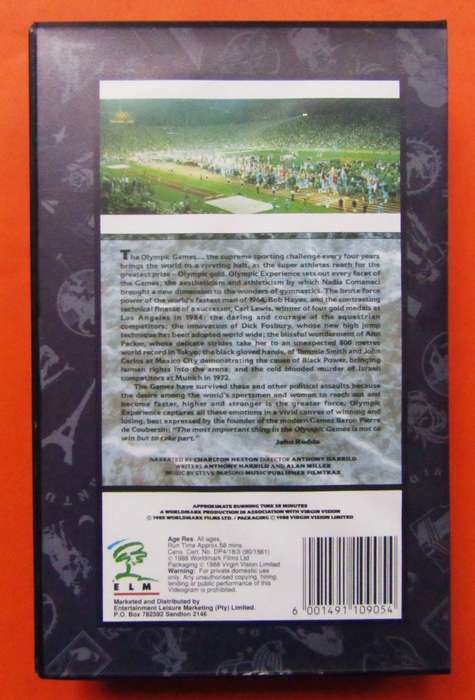 The Olympic Games.... the supreme sporting challenge every four years
brings the world to a riveting halt, as the super athletes reach for the
greatest prize – Olympic gold. Olympic Experience sets out every facet of
the Games; the aestheticism and athleticism by which Nadia Comaneci
brought a new dimension to the wonders of gymnastics. The brute force
power of the world's fastest man of 1964, Bob Hayes, and the contrasting
technical finesse of a successor, Carl Lewis, winner of four gold medals at
Los Angeles in 1984; the daring and courage of the equestrian
competitors; the innovation of Dick Fosbury, whose new high jump
technique has been adopted world wide; the blissful wonderment of Ann
Packer, whose delicate strides take her to an unexpected 800 metres
world record in Tokyo; the black gloved hands, of Tommie Smith and John
Carlos at Mexico City demonstrating the cause of Black Power, bringing
human rights into the arena; and the cold blooded murder of Israeli
competitors at Munich in 1972.
The Games have survived these and other political assaults because
the desire among the world's sportsmen and women to reach out and
become faster, higher and stronger is the greater force. Olympic
Experience captures all these emotions in a vivid canvas of winning and
losing, best expressed by the founder of the modern Games Baron Pierre
de Coubertin; "The most important thing in the Olympic Games is not to
win but to take part."
John Rodda
NARRATED BY CHARLTON HESTON DIRECTOR ANTHONY HARRILD
WRITERS ANTHONY HARRILD AND ALAN MILLER
MUSIC BY STEVE PARSONS MUSIC PUBLISHER FILMTRAX
APPROXIMATE RUNNING TIME 58 MINUTES
A WORLDMARK PRODUCTION IN ASSOCIATION WITH VIRGIN VISION
© 1988 WORLDMARK FILMS LTD. / PACKAGING © 1988 VIRGIN VISION LIMITED
Age Res: All ages,
Run Time Approx.58 mins
Cens. Cert. No. DP4/18/3 (90/1561)
© 1988 Worldmark Films Ltd
Packaging © 1988 Virgin Vision Limited
Warning: For private domestic use
only. Any unauthorised copying, hiring,
lending or public performance of this
Videogram is prohibited.
ELM
Marketed and Distributed by
Entertainment Leisure Marketing (Pty) Limited.
P.O. Box 782592 Sandton 2146
6 001491 109054